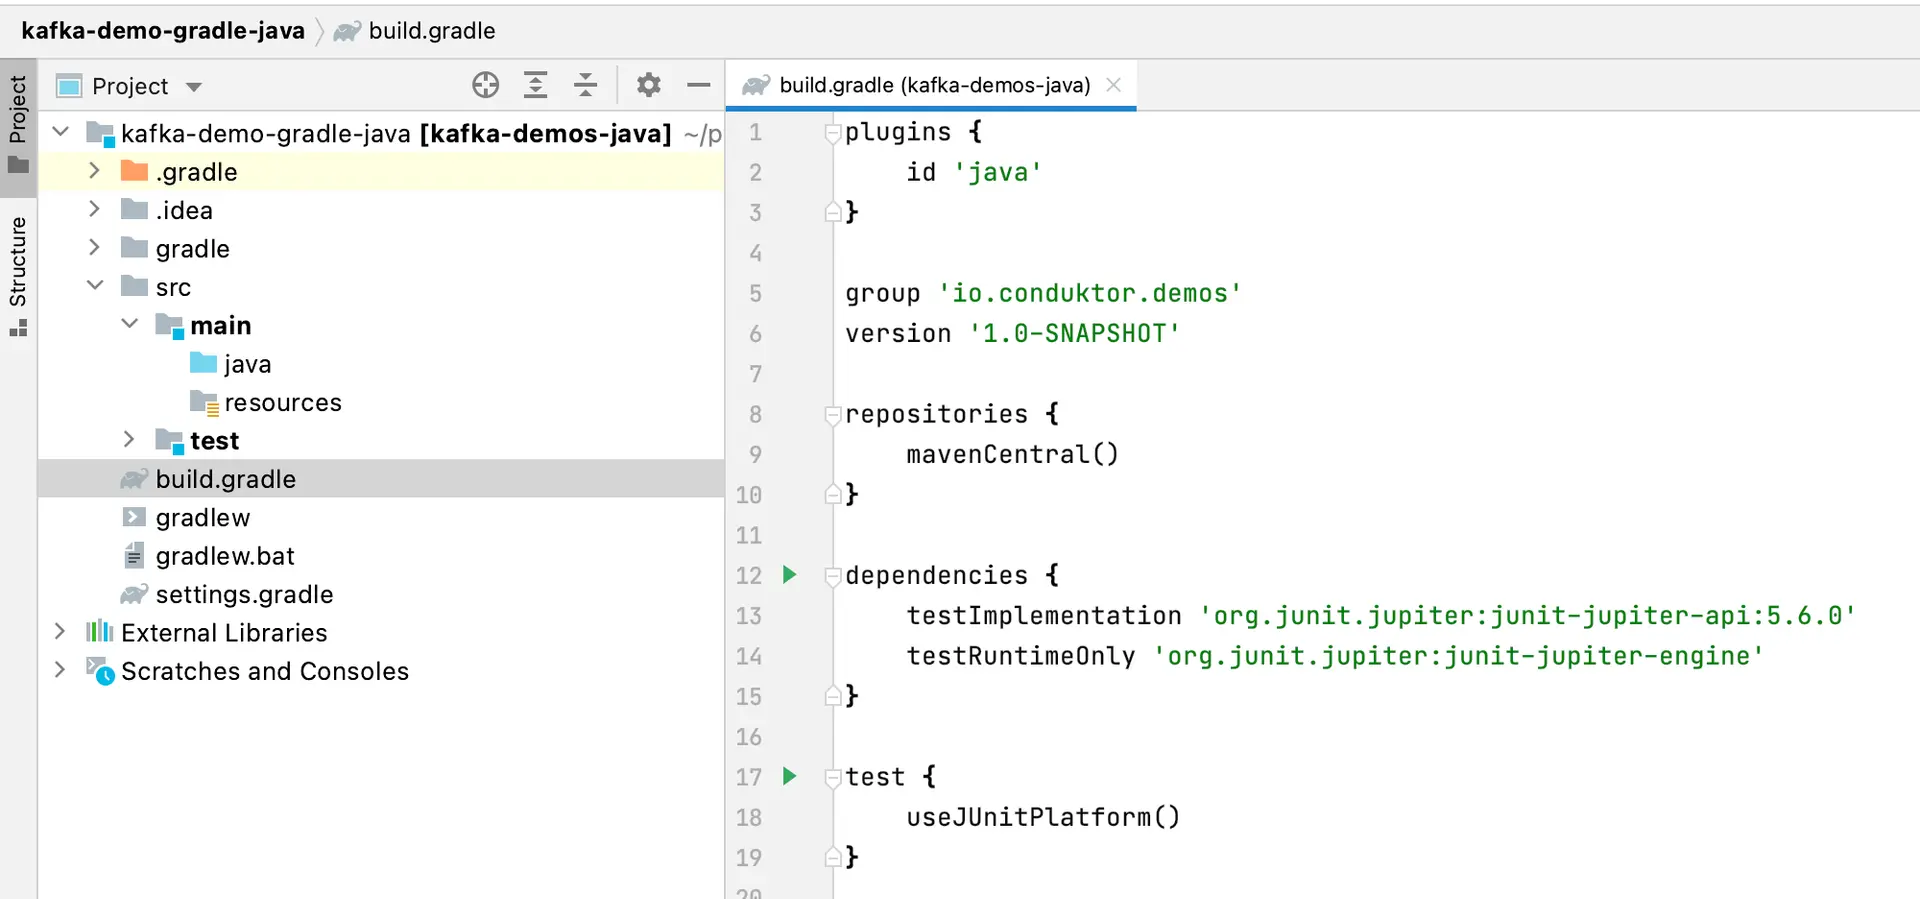 kafka-demo-gradle-java build.gradle
Project
Structure
Project
kafka-demo-gradle-java [kafka-demos-java] ~/p
.gradle
.idea
gradle
src
main
java
resources
test
build.gradle
gradlew
gradlew.bat
settings.gradle
External Libraries
Scratches and Consoles
build.gradle (kafka-demos-java)
1 plugins {
2     id 'java'
3 }
4
5 group 'io.conduktor.demos'
6 version '1.0-SNAPSHOT'
7
8 repositories {
9     mavenCentral()
10 }
11
12 dependencies {
13     testImplementation 'org.junit.jupiter:junit-jupiter-api:5.6.0'
14     testRuntimeOnly 'org.junit.jupiter:junit-jupiter-engine'
15 }
16
17 test {
18     useJUnitPlatform()
19 }
20